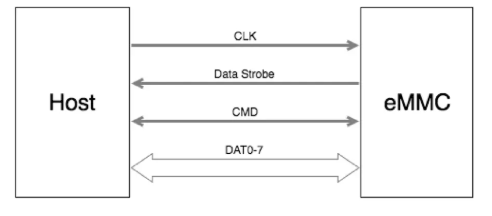 CLK
Data Strobe
Host
CMD
eMMC
DAT0-7